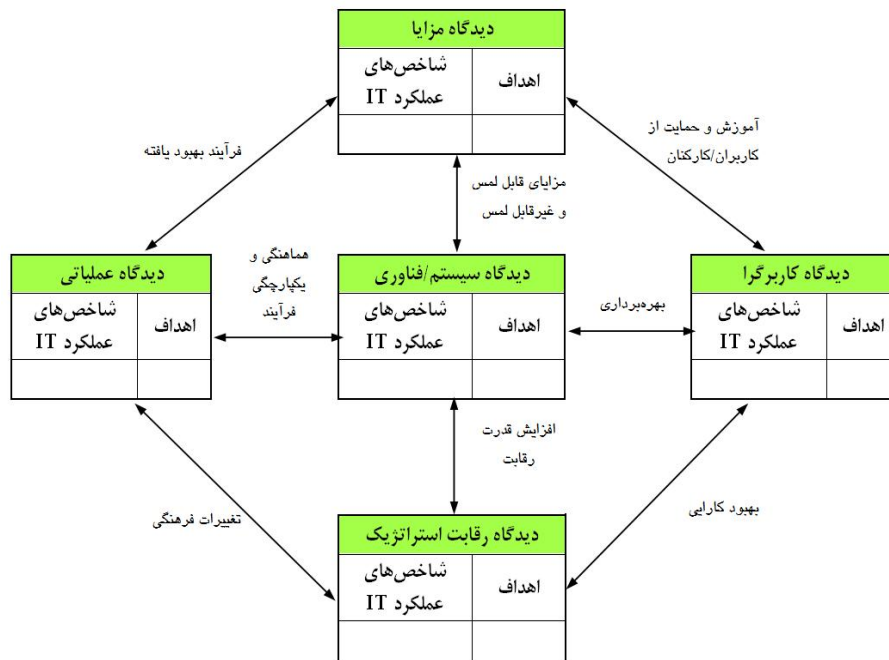 دیدگاه مزایا
اهداف
شاخص‌های
عملکرد IT
آموزش و حمایت از
کاربران/کارکنان
فرآیند بهبود یافته
مزایای قابل لمس
و غیرقابل لمس
دیدگاه کاربرگرا
اهداف
شاخص‌های
عملکرد IT
بهره‌برداری
دیدگاه سیستم/فناوری
اهداف
شاخص‌های
عملکرد IT
هماهنگی و
یکپارچگی
فرآیند
دیدگاه عملیاتی
اهداف
شاخص‌های
عملکرد IT
افزایش قدرت
رقابت
بهبود کارایی
تغییرات فرهنگی
دیدگاه رقابت استراتژیک
اهداف
شاخص‌های
عملکرد IT